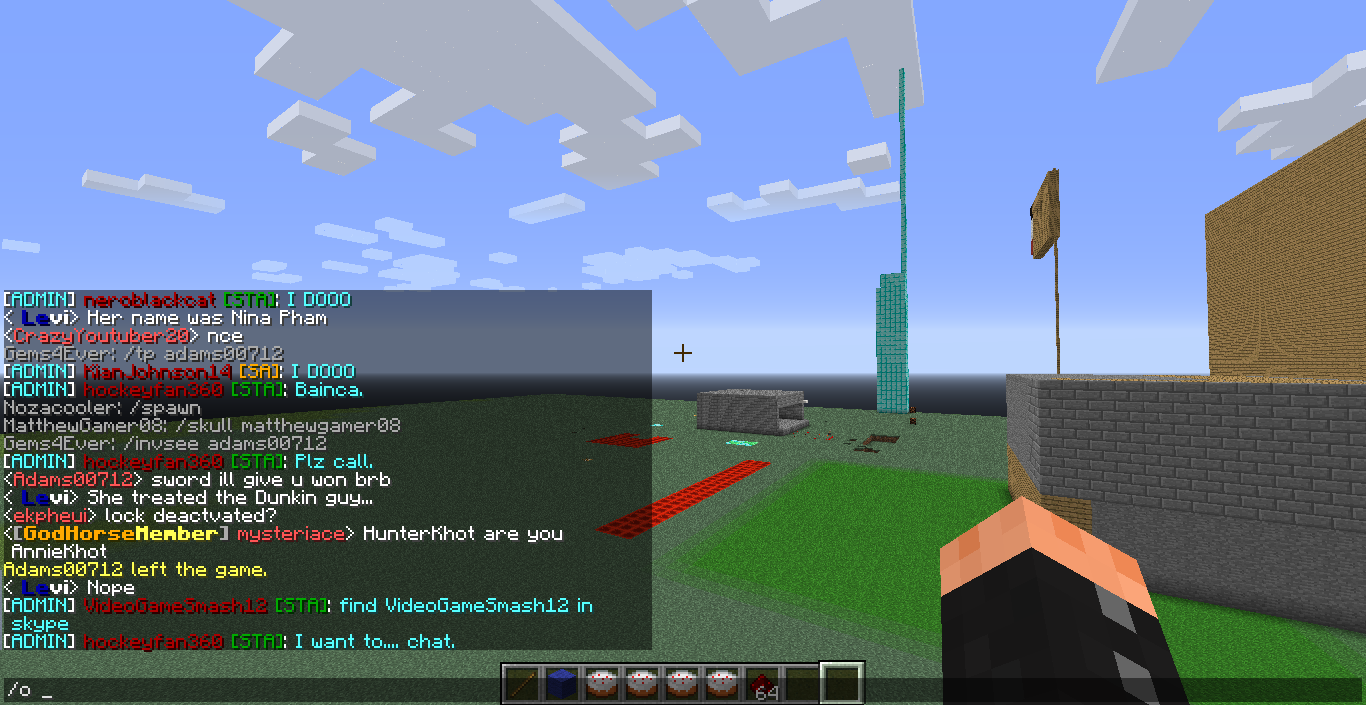 [ADMIN] neroblackcat [STA]: I DOOO
< Levi> Her name was Nina Pham
<CrazyYoutuber20> nce
Gems4Ever: /tp adams00712
[ADMIN] KianJohnson14 [SA]: I DOOO
[ADMIN] hockeyfan360 [STA]: Bainca.
Nozacooler: /spawn
MatthewGamer08: /skull matthewgamer08
Gems4Ever: /invsee adams00712
[ADMIN] hockeyfan360 [STA]: Plz call.
<Adams00712> sword ill give u won brb
< Levi> She treated the Dunkin guy...
<ekpheui> lock deactvated?
<[GodHorseMember] mysteriace> HunterKhot are you
AnnieKhot
Adams00712 left the game.
< Levi> Nope
[ADMIN] VideoGameSmash12 [STA]: find VideoGameSmash12 in
skype
[ADMIN] hockeyfan360 [STA]: I want to.... chat.
/o _
64